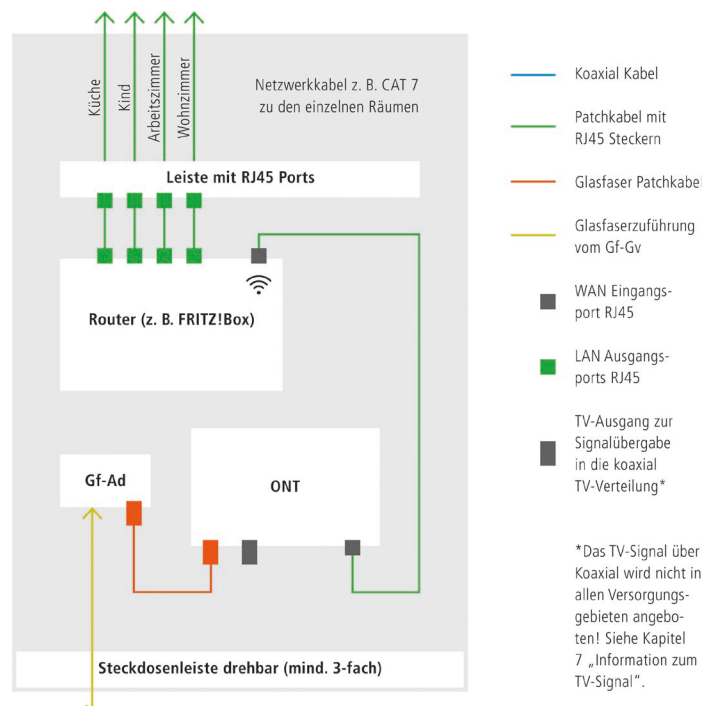 Küche
Kind
Arbeitszimmer
Wohnzimmer
Netzwerkkabel z. B. CAT 7
zu den einzelnen Räumen
Leiste mit RJ45 Ports
Router (z. B. FRITZ!Box)
Gf-Ad
ONT
Steckdosenleiste drehbar (mind. 3-fach)
Koaxial Kabel
Patchkabel mit
RJ45 Steckern
Glasfaser Patchkabel
Glasfaserzuführung
vom Gf-Gv
WAN Eingangs-
port RJ45
LAN Ausgangs-
ports RJ45
TV-Ausgang zur
Signalübergabe
in die koaxial
TV-Verteilung*
*Das TV-Signal über
Koaxial wird nicht in
allen Versorgungs-
gebieten angebo-
ten! Siehe Kapitel
7 „Information zum
TV-Signal“.